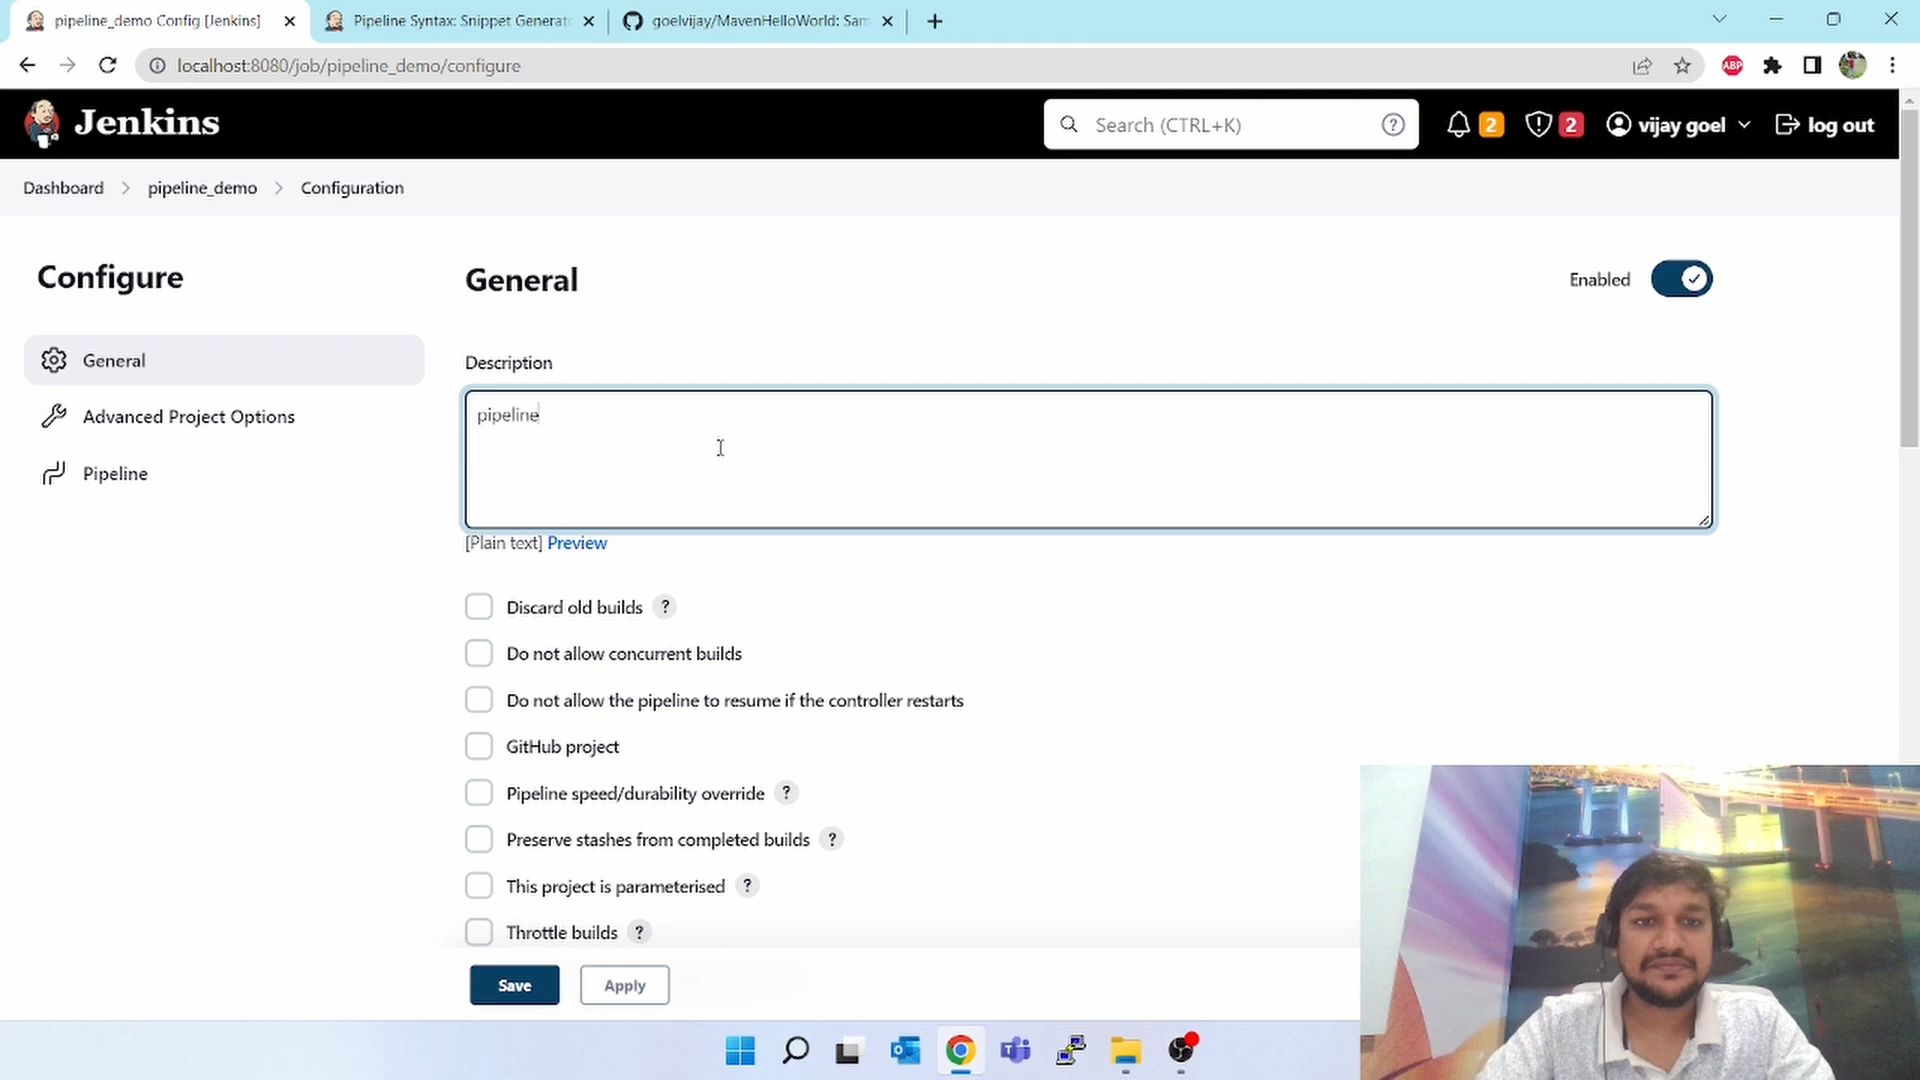 pipeline_demo Config [Jenkins]
Pipeline Syntax: Snippet Generat
goelvijay/MavenHelloWorld: Sam
localhost:8080/job/pipeline_demo/configure
ABP
Jenkins
Search (CTRL+K)
?
2
2
vijay goel
log out
Dashboard
pipeline_demo
Configuration
Configure
General
Enabled
General
Advanced Project Options
Pipeline
Description
pipeline
[Plain text] Preview
Discard old builds ?
Do not allow concurrent builds
Do not allow the pipeline to resume if the controller restarts
GitHub project
Pipeline speed/durability override ?
Preserve stashes from completed builds ?
This project is parameterised ?
Throttle builds ?
Save
Apply